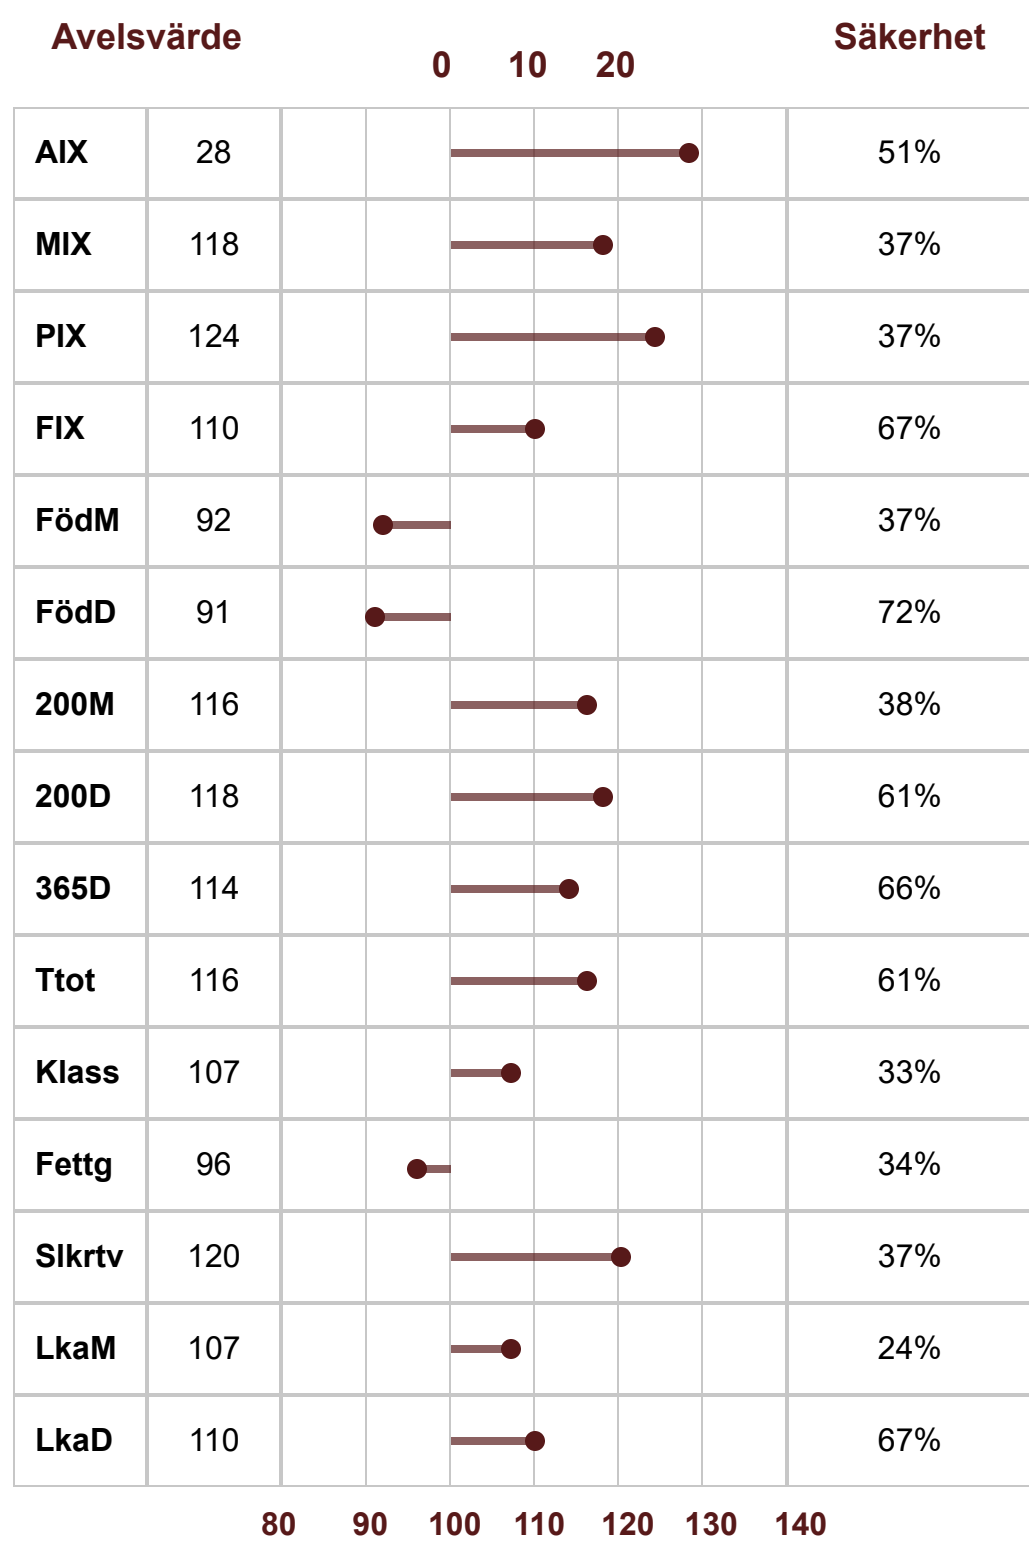 Avelsvärde 0 10 20 Säkerhet
AIX 28 51%
MIX 118 37%
PIX 124 37%
FIX 110 67%
FödM 92 37%
FödD 91 72%
200M 116 38%
200D 118 61%
365D 114 66%
Ttot 116 61%
Klass 107 33%
Fettg 96 34%
Slkrtv 120 37%
LkaM 107 24%
LkaD 110 67%
80 90 100 110 120 130 140